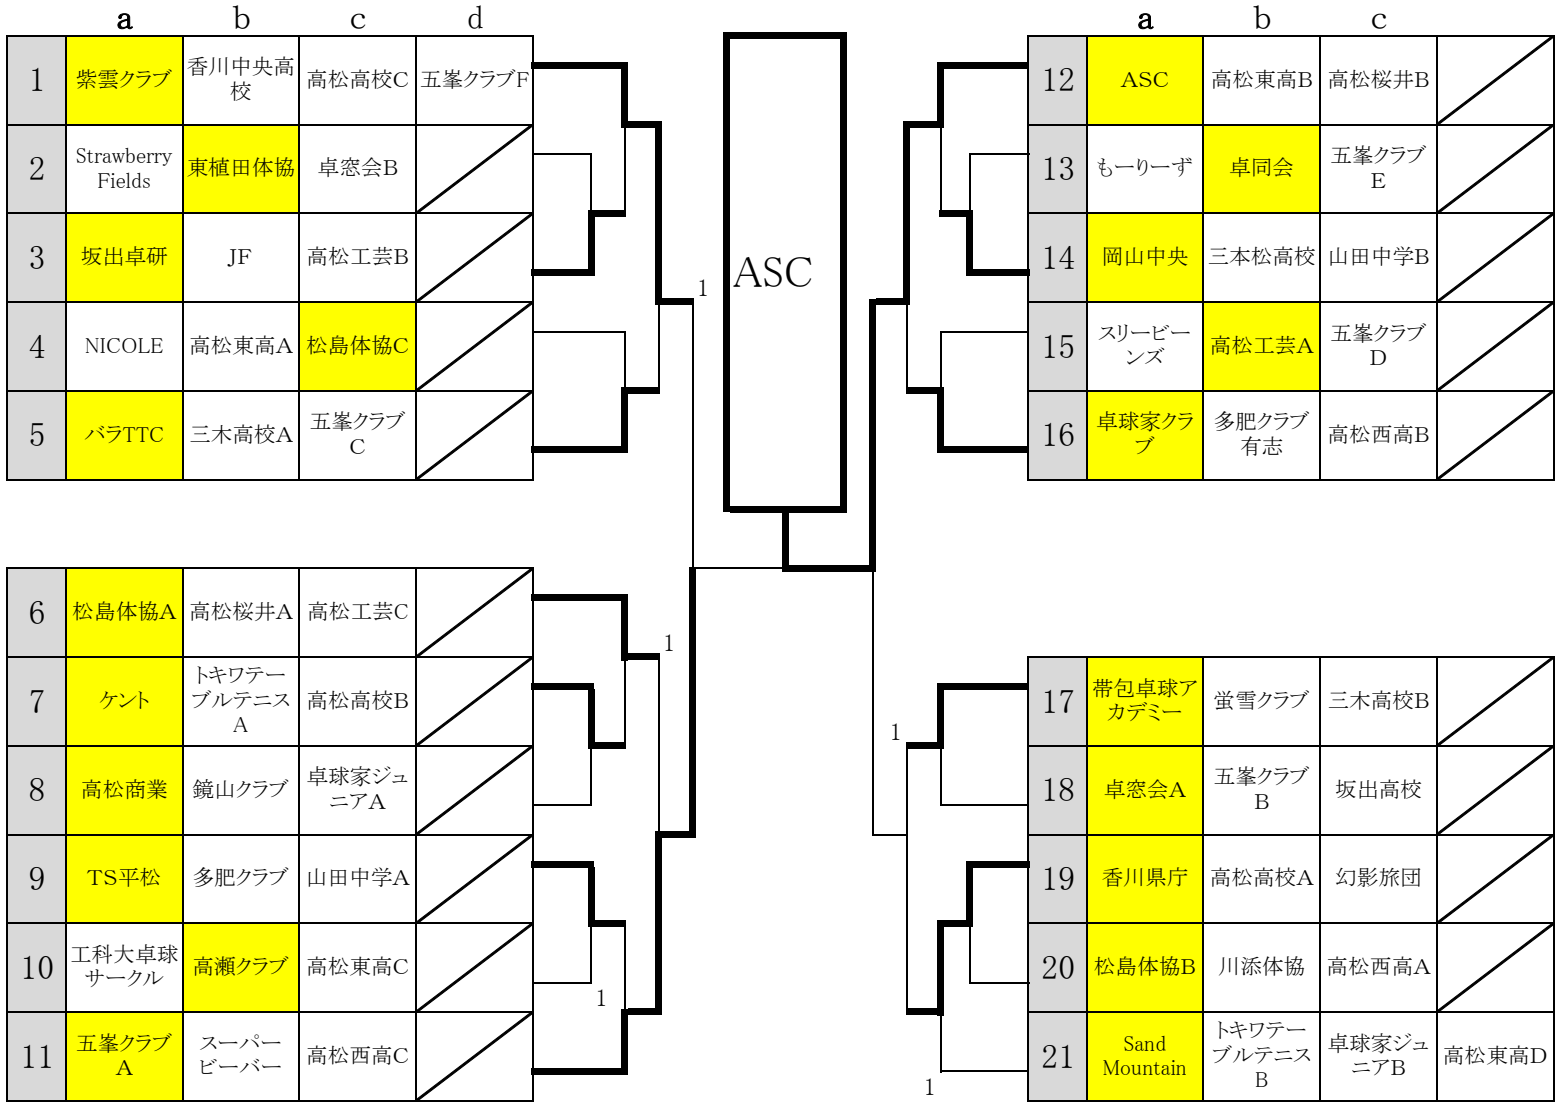 a b c d
1 紫雲クラブ 香川中央高校 高松高校C 五峯クラブF
2 Strawberry Fields 東植田体協 卓窓会B
3 坂出卓研 JF 高松工芸B
4 NICOLE 高松東高A 松島体協C
5 バラTTC 三木高校A 五峯クラブC
1
6 松島体協A 高松桜井A 高松工芸C
7 ケント トキワテーブルテニスA 高松高校B
8 高松商業 鏡山クラブ 卓球家ジュニアA
9 TS平松 多肥クラブ 山田中学A
10 工科大卓球サークル 高瀬クラブ 高松東高C
11 五峯クラブA スーパービーバー 高松西高C
1
1
ASC
a b c
12 ASC 高松東高B 高松桜井B
13 もーりーず 卓同会 五峯クラブE
14 岡山中央 三本松高校 山田中学B
15 スリービーンズ 高松工芸A 五峯クラブD
16 卓球家クラブ 多肥クラブ有志 高松西高B
17 帯包卓球アカデミー 蛍雪クラブ 三木高校B
18 卓窓会A 五峯クラブB 坂出高校
19 香川県庁 高松高校A 幻影旅団
20 松島体協B 川添体協 高松西高A
21 Sand Mountain トキワテーブルテニスB 卓球家ジュニアB 高松東高D
1
1